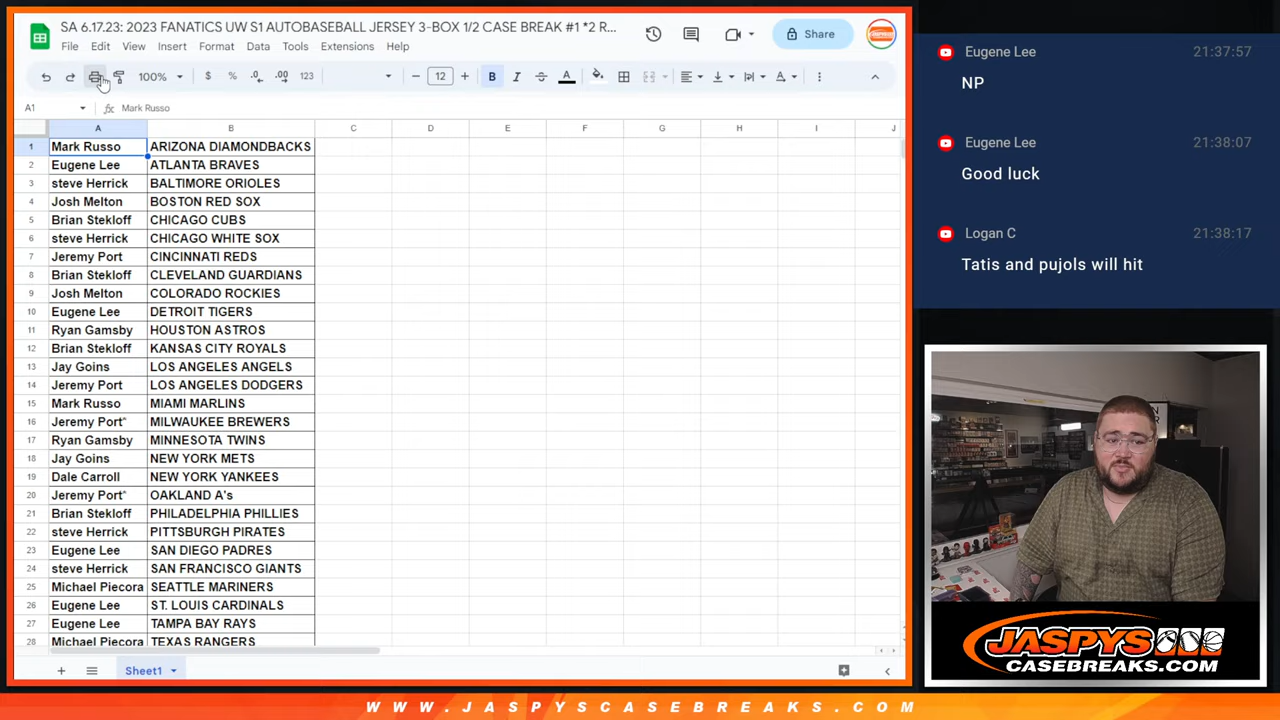 SA 6.17.23: 2023 FANATICS UW S1 AUTOBASEBALL JERSEY 3-BOX 1/2 CASE BREAK #1 *2 R...
File Edit View Insert Format Data Tools Extensions Help
Share
100% $ % .0 .00 123 − 12 + B I A
A1 fx Mark Russo
A B C D E F G H I J
1 Mark Russo ARIZONA DIAMONDBACKS
2 Eugene Lee ATLANTA BRAVES
3 steve Herrick BALTIMORE ORIOLES
4 Josh Melton BOSTON RED SOX
5 Brian Stekloff CHICAGO CUBS
6 steve Herrick CHICAGO WHITE SOX
7 Jeremy Port CINCINNATI REDS
8 Brian Stekloff CLEVELAND GUARDIANS
9 Josh Melton COLORADO ROCKIES
10 Eugene Lee DETROIT TIGERS
11 Ryan Gamsby HOUSTON ASTROS
12 Brian Stekloff KANSAS CITY ROYALS
13 Jay Goins LOS ANGELES ANGELS
14 Jeremy Port LOS ANGELES DODGERS
15 Mark Russo MIAMI MARLINS
16 Jeremy Port* MILWAUKEE BREWERS
17 Ryan Gamsby MINNESOTA TWINS
18 Jay Goins NEW YORK METS
19 Dale Carroll NEW YORK YANKEES
20 Jeremy Port* OAKLAND A's
21 Brian Stekloff PHILADELPHIA PHILLIES
22 steve Herrick PITTSBURGH PIRATES
23 Eugene Lee SAN DIEGO PADRES
24 steve Herrick SAN FRANCISCO GIANTS
25 Michael Piecora SEATTLE MARINERS
26 Eugene Lee ST. LOUIS CARDINALS
27 Eugene Lee TAMPA BAY RAYS
28 Michael Piecora TEXAS RANGERS
Sheet1
Eugene Lee 21:37:57
NP
Eugene Lee 21:38:07
Good luck
Logan C 21:38:17
Tatis and pujols will hit
JASPYS
CASEBREAKS.COM
WWW.JASPYSCASEBREAKS.COM